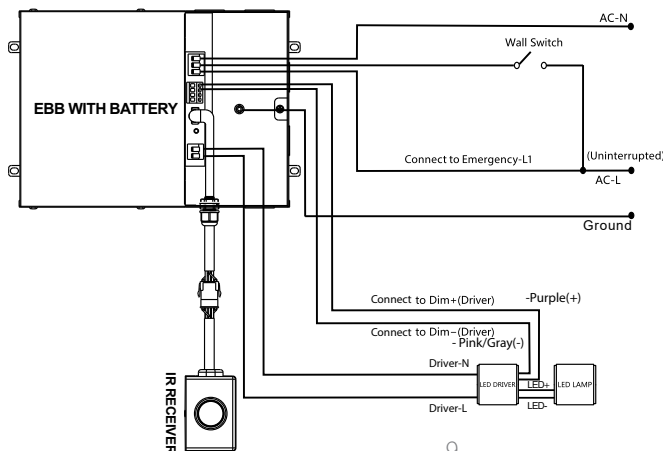 AC-N
Wall Switch
EBB WITH BATTERY
Connect to Emergency-L1
(Uninterrupted)
AC-L
Ground
Connect to Dim+(Driver)
-Purple(+)
Connect to Dim-(Driver)
- Pink/Gray(-)
Driver-N
LED DRIVER
LED+
LED LAMP
LED-
Driver-L
IR RECEIVER